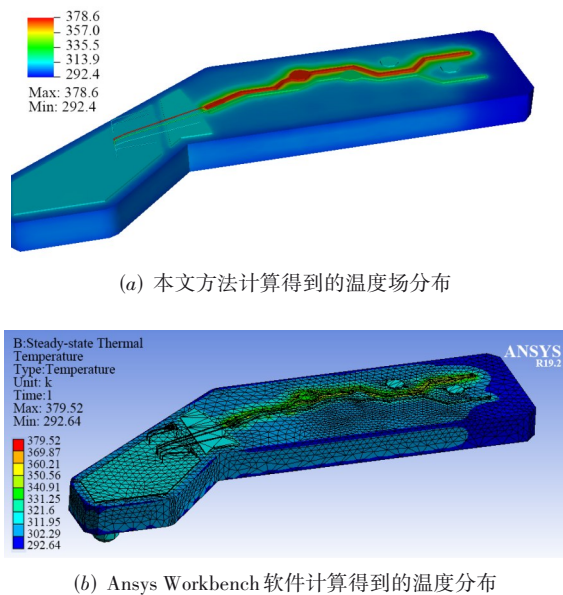 378.6
357.0
335.5
313.9
292.4
Max: 378.6
Min: 292.4
(a) 本文方法计算得到的温度场分布
B:Steady-state Thermal
Temperature
Type:Temperature
Unit: k
Time:1
Max: 379.52
Min: 292.64
379.52
369.87
360.21
350.56
340.91
331.25
321.6
311.95
302.29
292.64
ANSYS
R19.2
(b) Ansys Workbench软件计算得到的温度分布